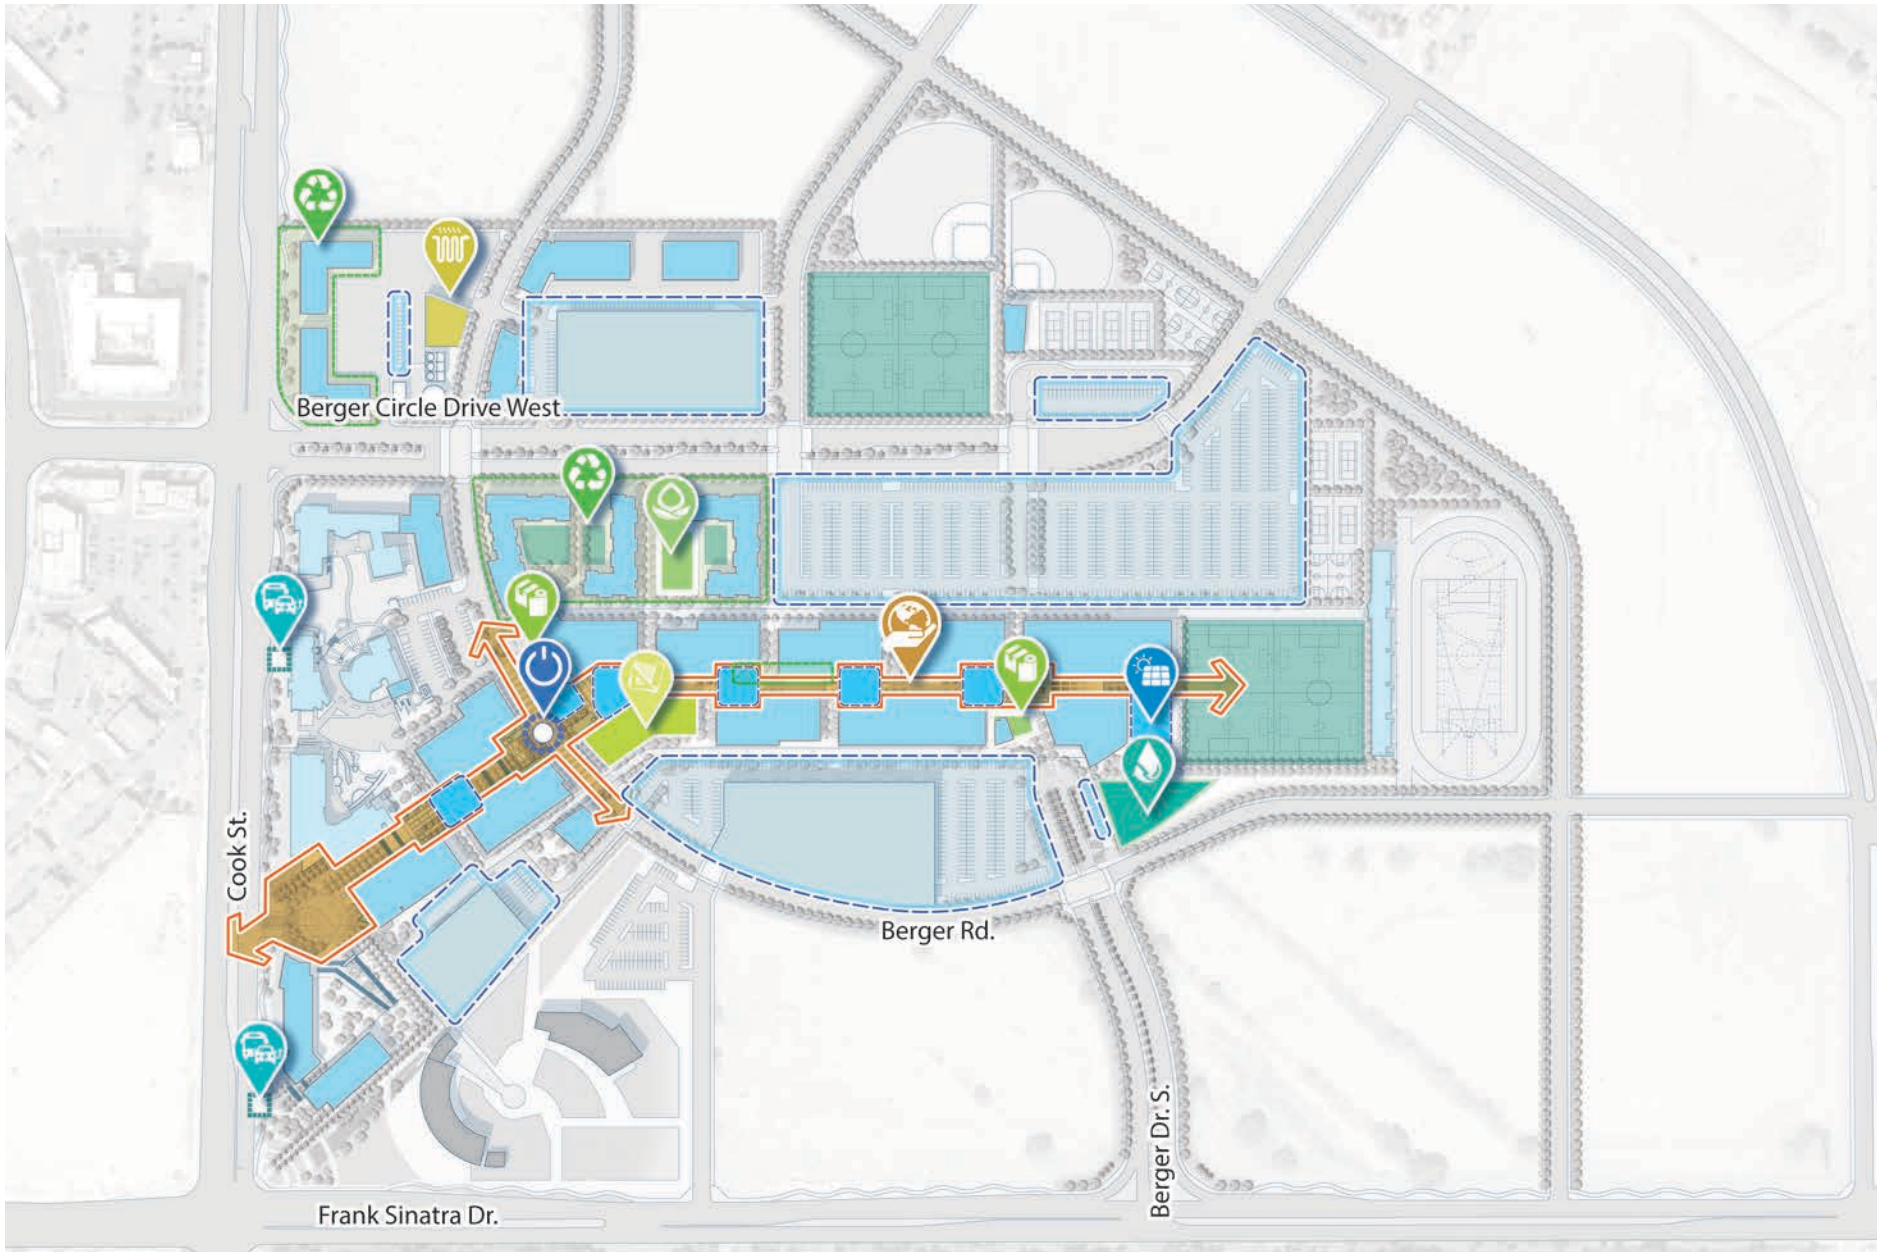 Berger Circle Drive West
Cook St.
Berger Rd.
Berger Dr. S.
Frank Sinatra Dr.